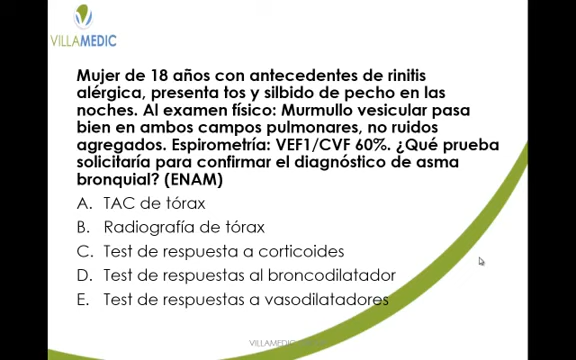 VILLAMEDIC
Mujer de 18 años con antecedentes de rinitis
alérgica, presenta tos y silbido de pecho en las
noches. Al examen físico: Murmullo vesicular pasa
bien en ambos campos pulmonares, no ruidos
agregados. Espirometría: VEF1/CVF 60%. ¿Qué prueba
solicitaría para confirmar el diagnóstico de asma
bronquial? (ENAM)
A. TAC de tórax
B. Radiografía de tórax
C. Test de respuesta a corticoides
D. Test de respuestas al broncodilatador
E. Test de respuestas a vasodilatadores
VILLAMEDIC